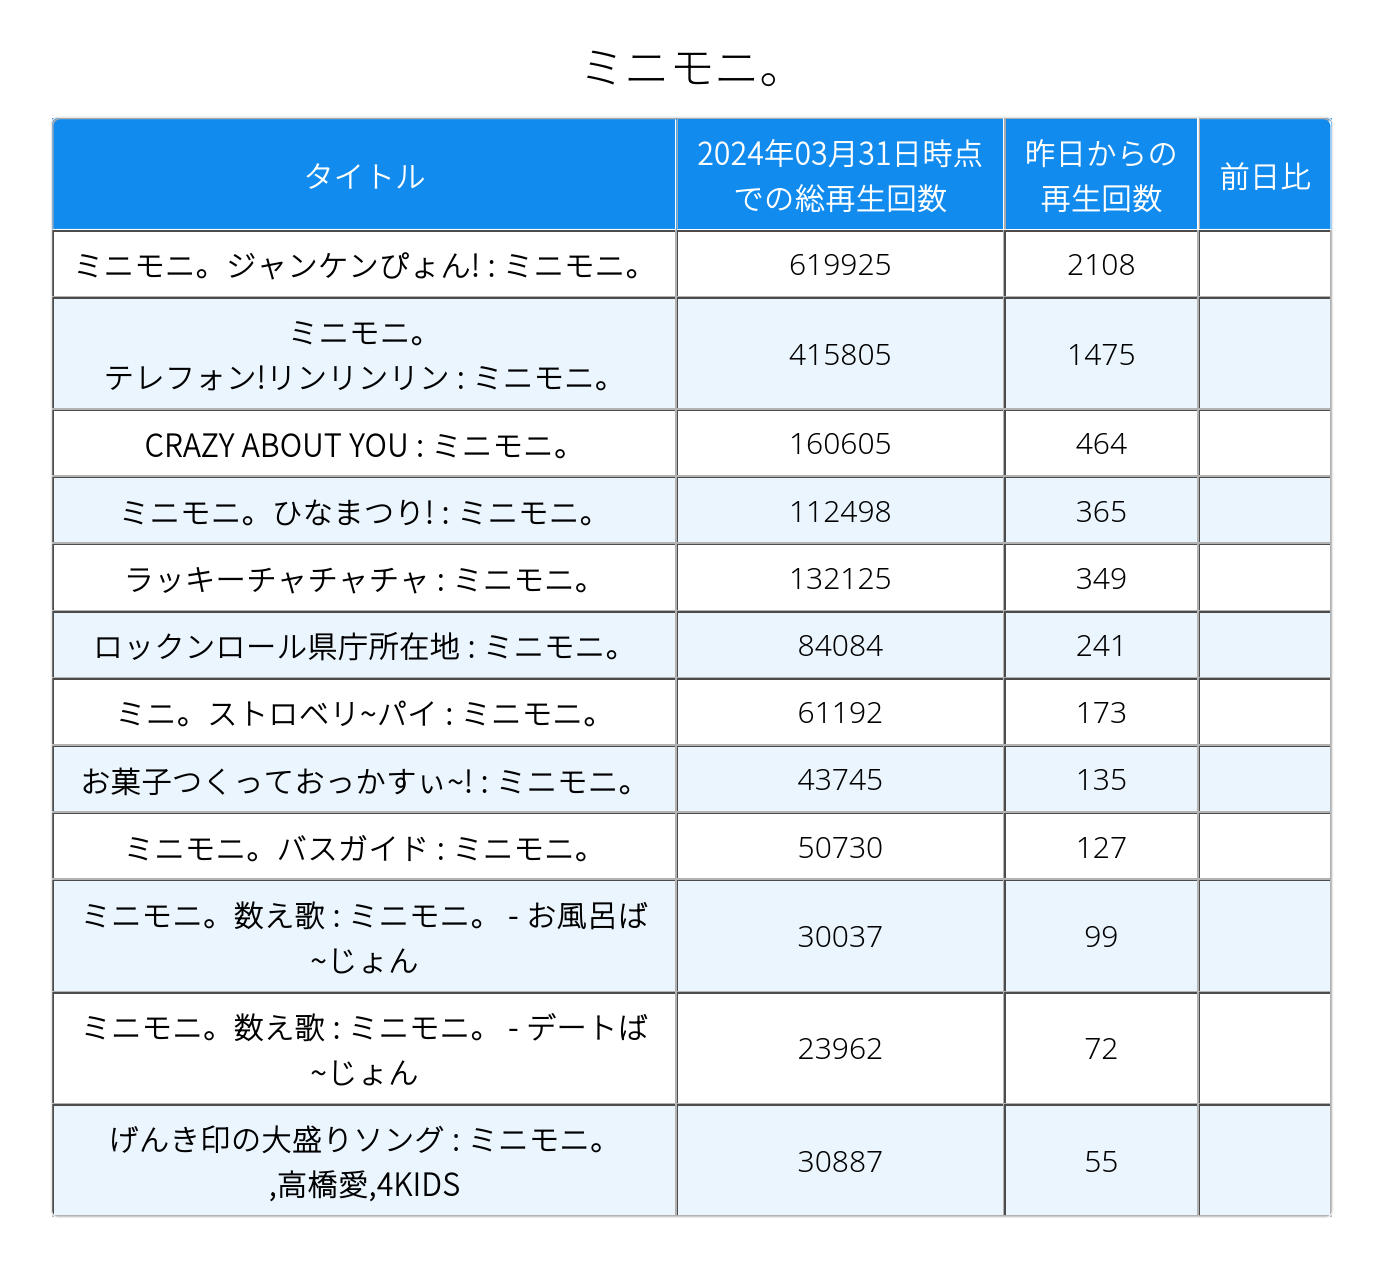 ミニモニ。
タイトル
2024年03月31日時点
での総再生回数
昨日からの
再生回数
前日比
ミニモニ。ジャンケンぴょん! : ミニモニ。
619925
2108
ミニモニ。
テレフォン!リンリンリン : ミニモニ。
415805
1475
CRAZY ABOUT YOU : ミニモニ。
160605
464
ミニモニ。ひなまつり! : ミニモニ。
112498
365
ラッキーチャチャチャ : ミニモニ。
132125
349
ロックンロール県庁所在地 : ミニモニ。
84084
241
ミニ。ストロベリ~パイ : ミニモニ。
61192
173
お菓子つくっておっかすぃ~! : ミニモニ。
43745
135
ミニモニ。バスガイド : ミニモニ。
50730
127
ミニモニ。数え歌 : ミニモニ。 - お風呂ば
~じょん
30037
99
ミニモニ。数え歌 : ミニモニ。 - デートば
~じょん
23962
72
げんき印の大盛りソング : ミニモニ。
,高橋愛,4KIDS
30887
55